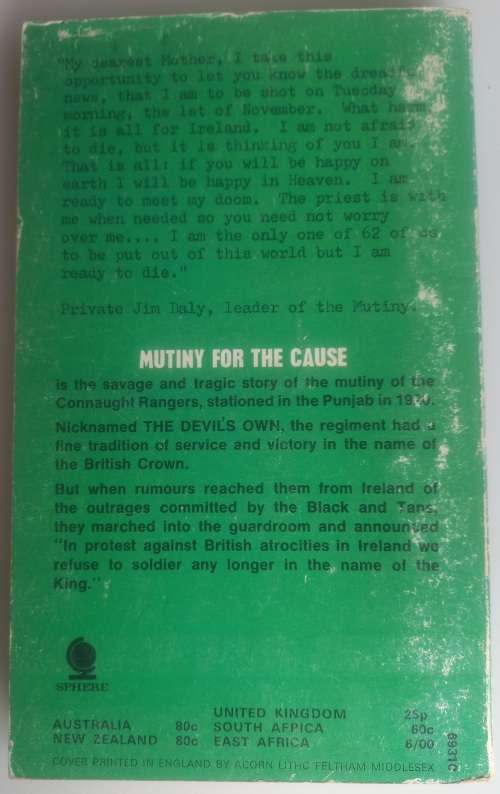 "My dearest Mother, I take this
opportunity to let you know the dreadful
news, that I am to be shot on Tuesday
morning, the 1st of November. What harm
it is all for Ireland. I am not afraid
to die, but it is thinking of you I am.
That is all: if you will be happy on
earth I will be happy in Heaven. I am
ready to meet my doom. The priest is with
me when needed so you need not worry
over me.... I am the only one of 62 of us
to be put out of this world but I am
ready to die."
Private Jim Daly, leader of the Mutiny.
MUTINY FOR THE CAUSE
is the savage and tragic story of the mutiny of the
Connaught Rangers, stationed in the Punjab in 1920.
Nicknamed THE DEVIL'S OWN, the regiment had a
fine tradition of service and victory in the name of
the British Crown.
But when rumours reached them from Ireland of
the outrages committed by the Black and Tans,
they marched into the guardroom and announced
"In protest against British atrocities in Ireland we
refuse to soldier any longer in the name of the
King."
SPHERE
UNITED KINGDOM 25p
AUSTRALIA 80c SOUTH AFRICA 60c
NEW ZEALAND 80c EAST AFRICA 6/00
COVER PRINTED IN ENGLAND BY ACORN LITHO FELTHAM MIDDLESEX
6931C